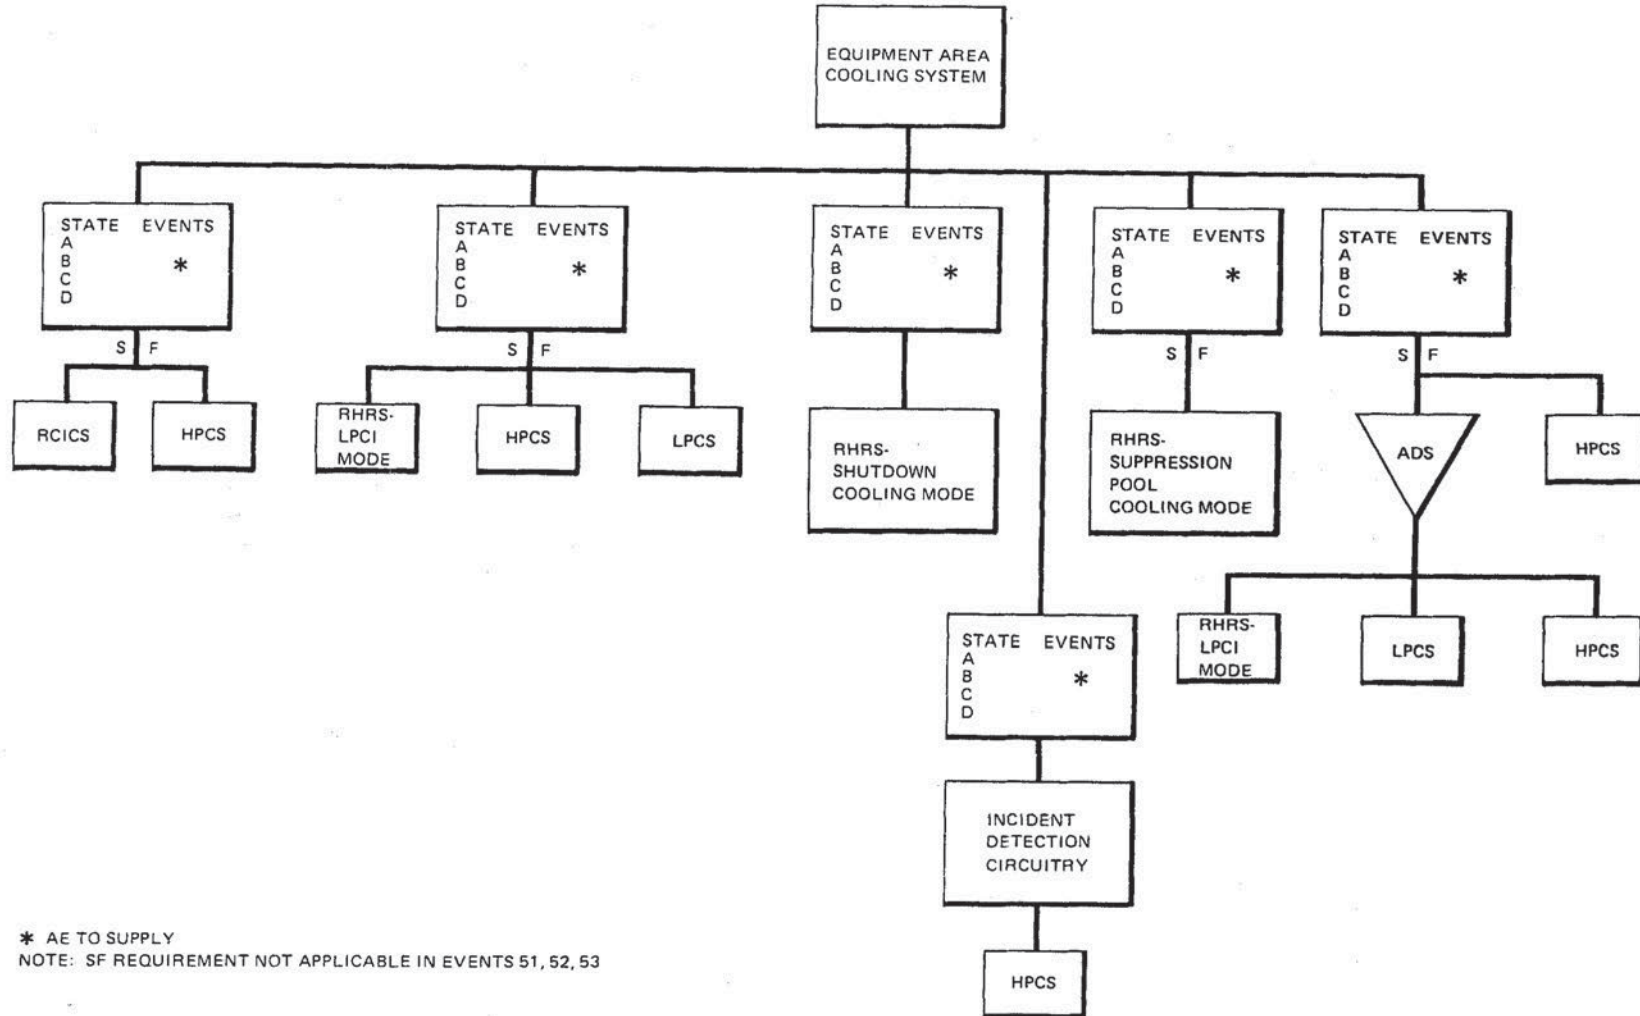 EQUIPMENT AREA
COOLING SYSTEM
STATE EVENTS
A
B
C
D
*
S F
RCICS
HPCS
STATE EVENTS
A
B
C
D
*
S F
RHRS-
LPCI
MODE
HPCS
LPCS
STATE EVENTS
A
B
C
D
*
RHRS-
SHUTDOWN
COOLING MODE
STATE EVENTS
A
B
C
D
*
INCIDENT
DETECTION
CIRCUITRY
HPCS
STATE EVENTS
A
B
C
D
*
S F
RHRS-
SUPPRESSION
POOL
COOLING MODE
STATE EVENTS
A
B
C
D
*
S F
ADS
HPCS
RHRS-
LPCI
MODE
LPCS
HPCS
* AE TO SUPPLY
NOTE: SF REQUIREMENT NOT APPLICABLE IN EVENTS 51, 52, 53